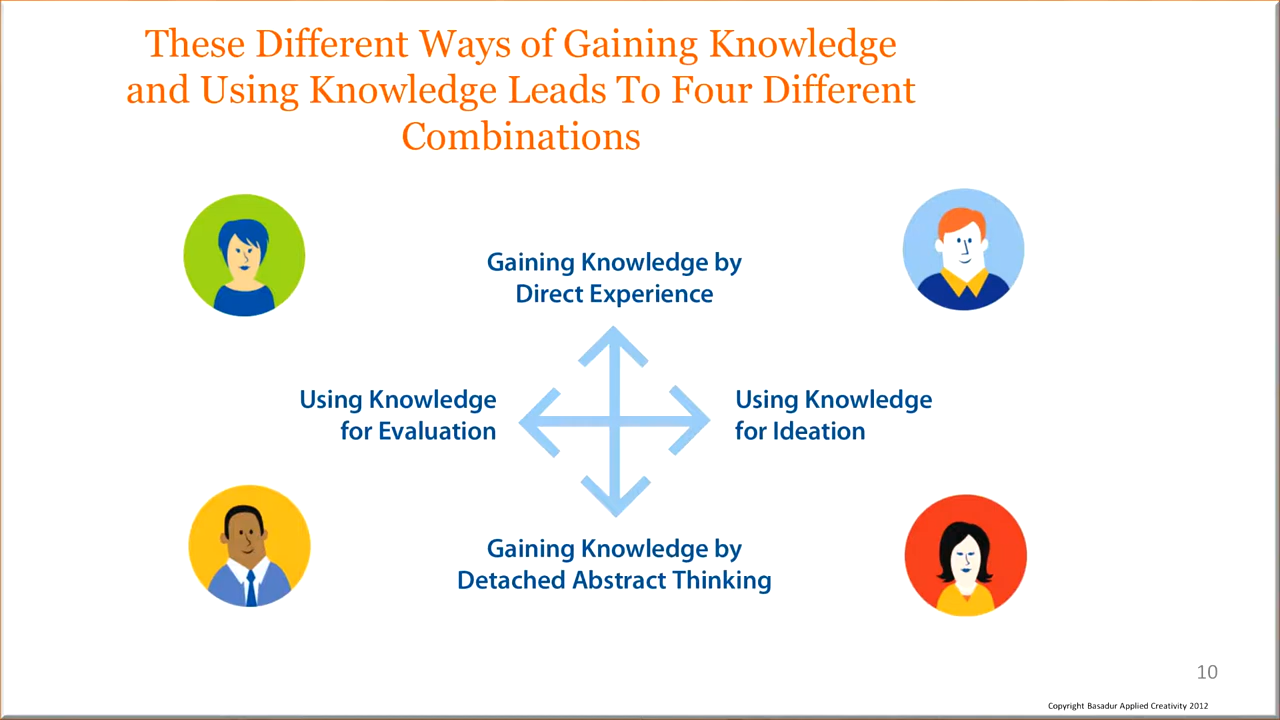 These Different Ways of Gaining Knowledge
and Using Knowledge Leads To Four Different
Combinations
Gaining Knowledge by
Direct Experience
Using Knowledge
for Evaluation
Using Knowledge
for Ideation
Gaining Knowledge by
Detached Abstract Thinking
10
Copyright Basadur Applied Creativity 2012